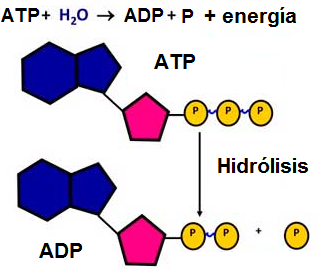 ATP + H₂O → ADP + P + energía
ATP
P P P
Hidrólisis
P P + P
ADP